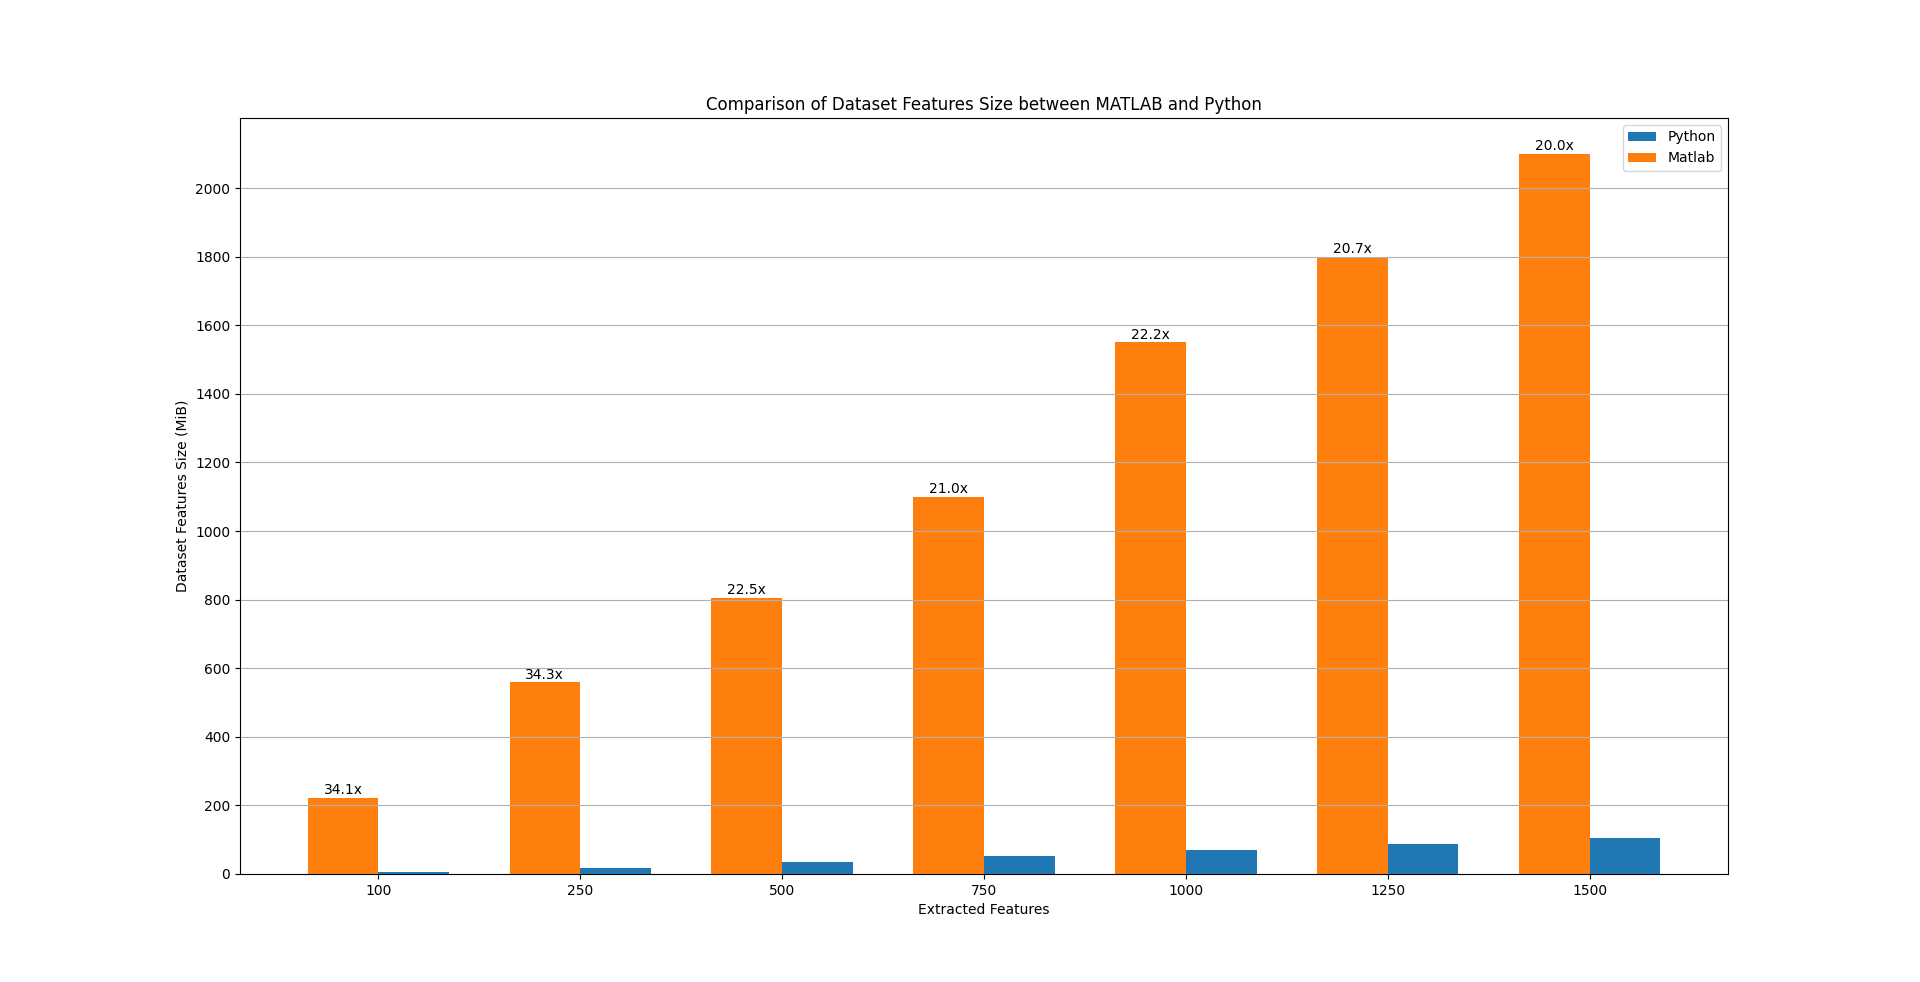 Comparison of Dataset Features Size between MATLAB and Python
Python
Matlab
Dataset Features Size (MiB)
2000
1800
1600
1400
1200
1000
800
600
400
200
0
34.1x
34.3x
22.5x
21.0x
22.2x
20.7x
20.0x
100 250 500 750 1000 1250 1500
Extracted Features